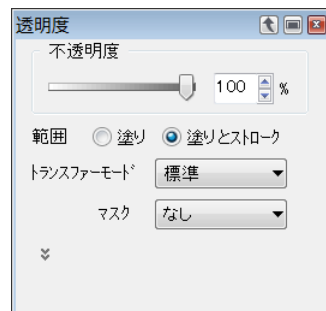 透明度
不透明度
100 %
範囲 塗り 塗りとストローク
トランスファーモード 標準
マスク なし